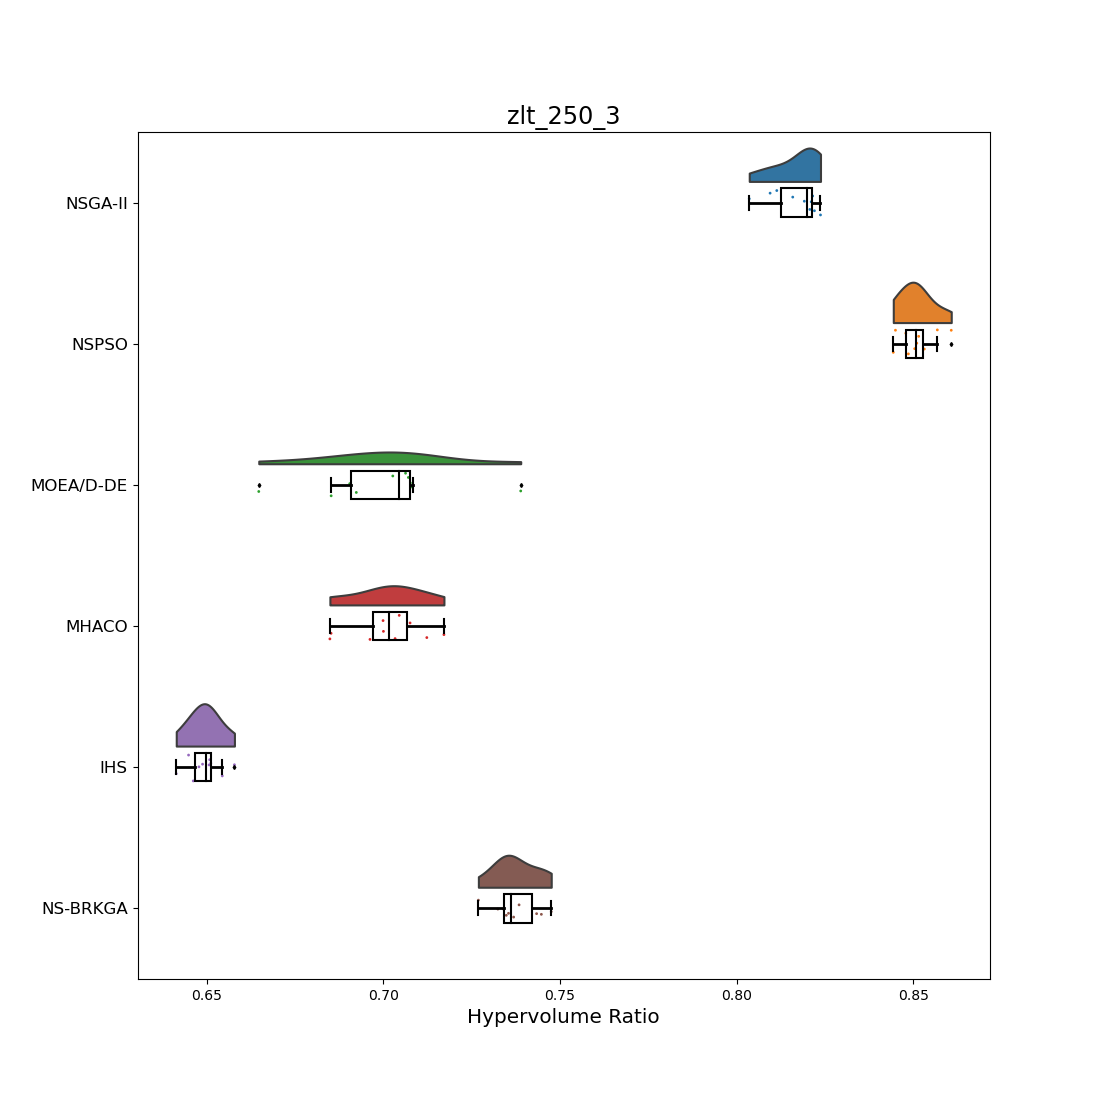 zlt_250_3
NSGA-II
NSPSO
MOEA/D-DE
MHACO
IHS
NS-BRKGA
0.65 0.70 0.75 0.80 0.85
Hypervolume Ratio